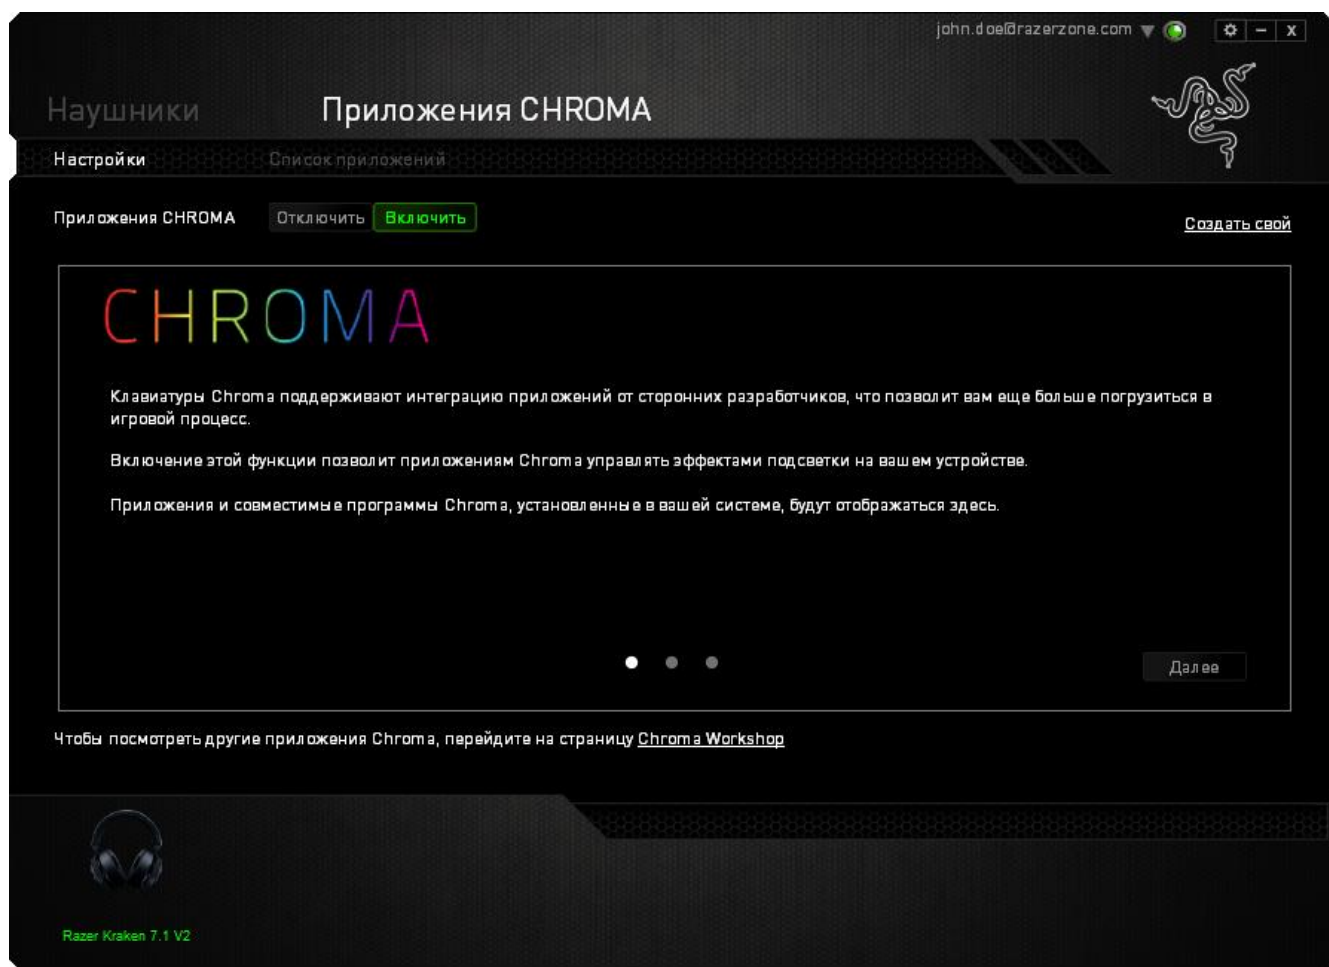 john.doe@razerzone.com
Наушники Приложения CHROMA
Настройки Список приложений
Приложения CHROMA Отключить Включить
Создать свой
CHROMA
Клавиатуры Chroma поддерживают интеграцию приложений от сторонних разработчиков, что позволит вам еще больше погрузиться в
игровой процесс.
Включение этой функции позволит приложениям Chroma управлять эффектами подсветки на вашем устройстве.
Приложения и совместимые программы Chroma, установленные в вашей системе, будут отображаться здесь.
Далее
Чтобы посмотреть другие приложения Chroma, перейдите на страницу Chroma Workshop
Razer Kraken 7.1 V2